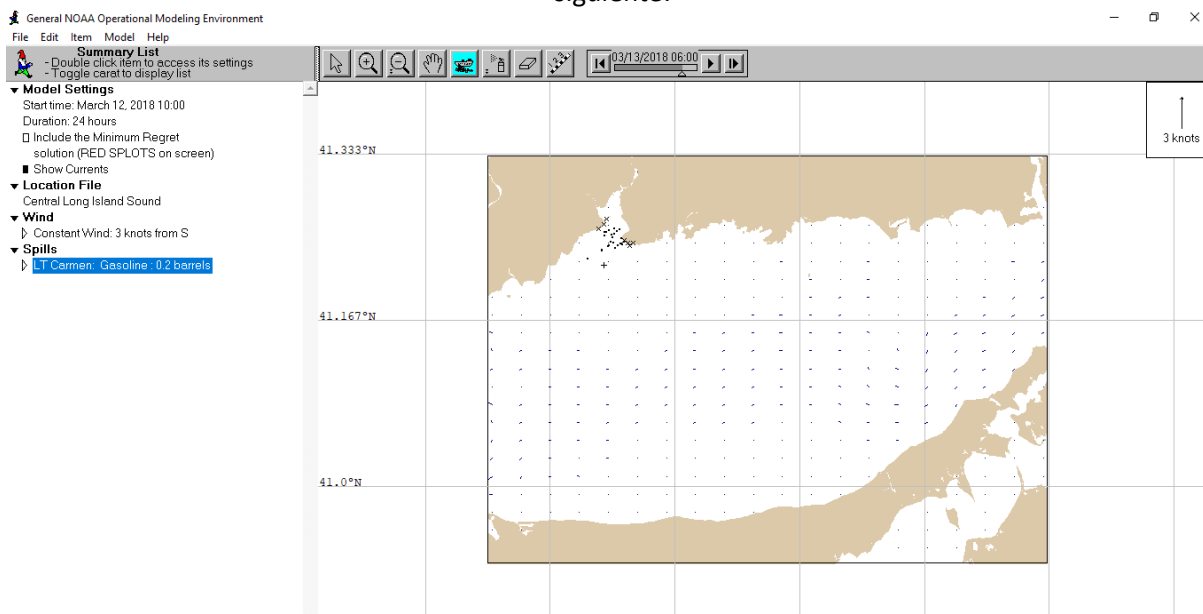 siguiente.
General NOAA Operational Modeling Environment
File Edit Item Model Help
Summary List
- Double click item to access its settings
- Toggle carat to display list
03/13/2018 06:00
Model Settings
Start time: March 12, 2018 10:00
Duration: 24 hours
Include the Minimum Regret
solution (RED SPLOTS on screen)
Show Currents
Location File
Central Long Island Sound
Wind
Constant Wind: 3 knots from S
Spills
LT Carmen: Gasoline : 0.2 barrels
3 knots
41.333°N
41.167°N
41.0°N